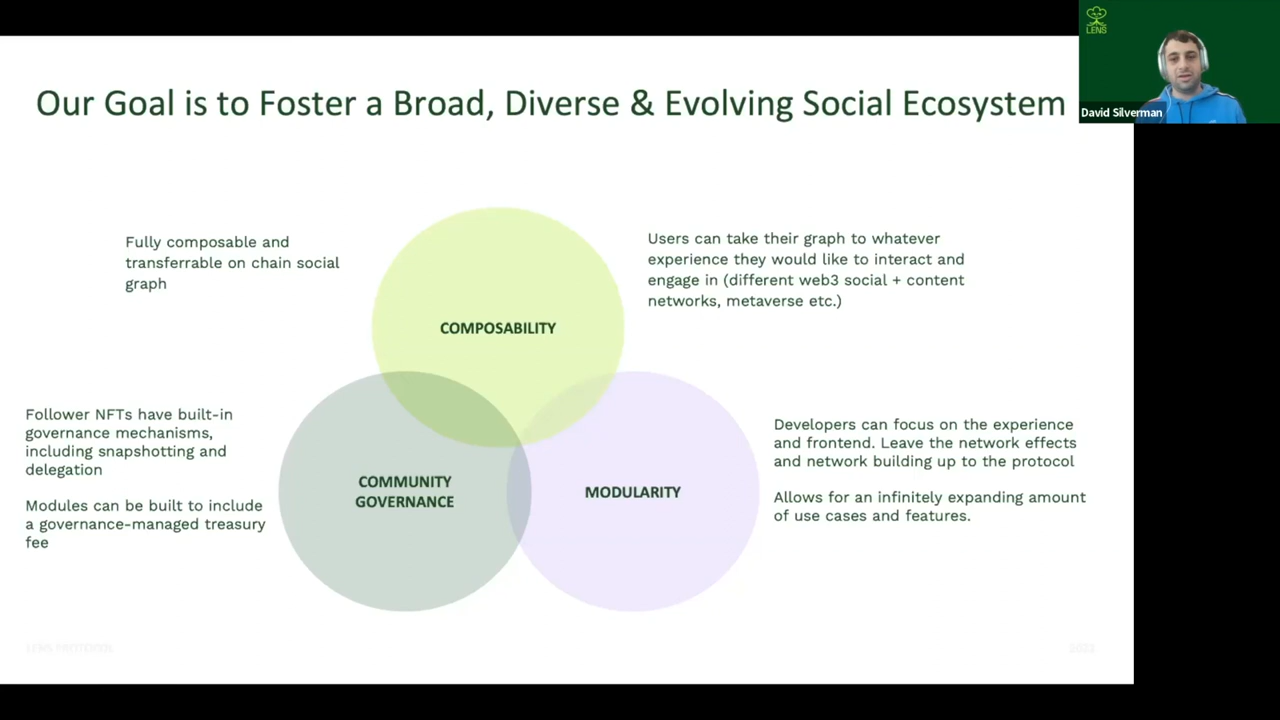 LENS
David Silverman
Our Goal is to Foster a Broad, Diverse & Evolving Social Ecosystem
Fully composable and
transferrable on chain social
graph
Users can take their graph to whatever
experience they would like to interact and
engage in (different web3 social + content
networks, metaverse etc.)
COMPOSABILITY
Follower NFTs have built-in
governance mechanisms,
including snapshotting and
delegation
Modules can be built to include
a governance-managed treasury
fee
COMMUNITY
GOVERNANCE
MODULARITY
Developers can focus on the experience
and frontend. Leave the network effects
and network building up to the protocol
Allows for an infinitely expanding amount
of use cases and features.
LENS PROTOCOL
2022